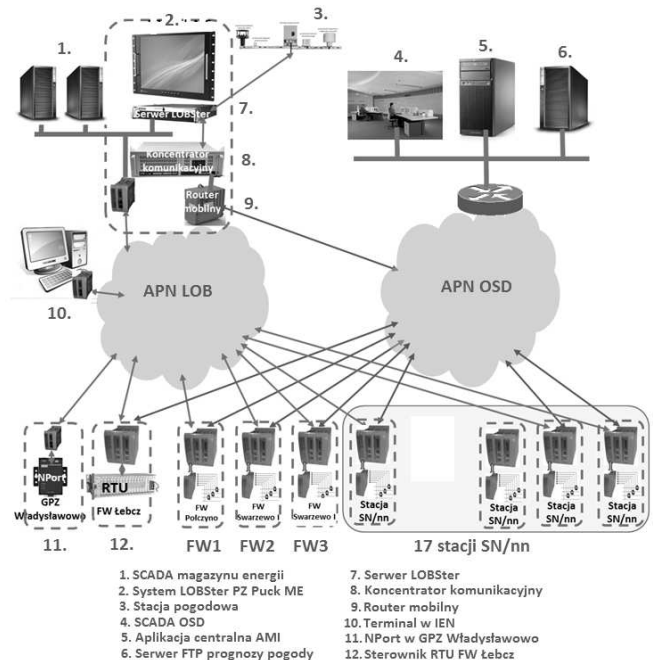 1.
2.
3.
4.
5.
6.
Serwer LOBSter
7.
Koncentrator
komunikacyjny
8.
Router
mobilny
9.
10.
APN LOB
APN OSD
NPort
GPZ
Władysławowo
11.
RTU
FW Łebcz
12.
FW
Połczyno
FW1
FW
Swarzewo I
FW2
FW
Swarzewo I
FW3
Stacja
SN/nn
Stacja
SN/nn
Stacja
SN/nn
Stacja
SN/nn
17 stacji SN/nn
1. SCADA magazynu energii
2. System LOBSter PZ Puck ME
3. Stacja pogodowa
4. SCADA OSD
5. Aplikacja centralna AMI
6. Serwer FTP prognozy pogody
7. Serwer LOBSter
8. Koncentrator komunikacyjny
9. Router mobilny
10. Terminal w IEN
11. NPort w GPZ Władysławowo
12. Sterownik RTU FW Łebcz